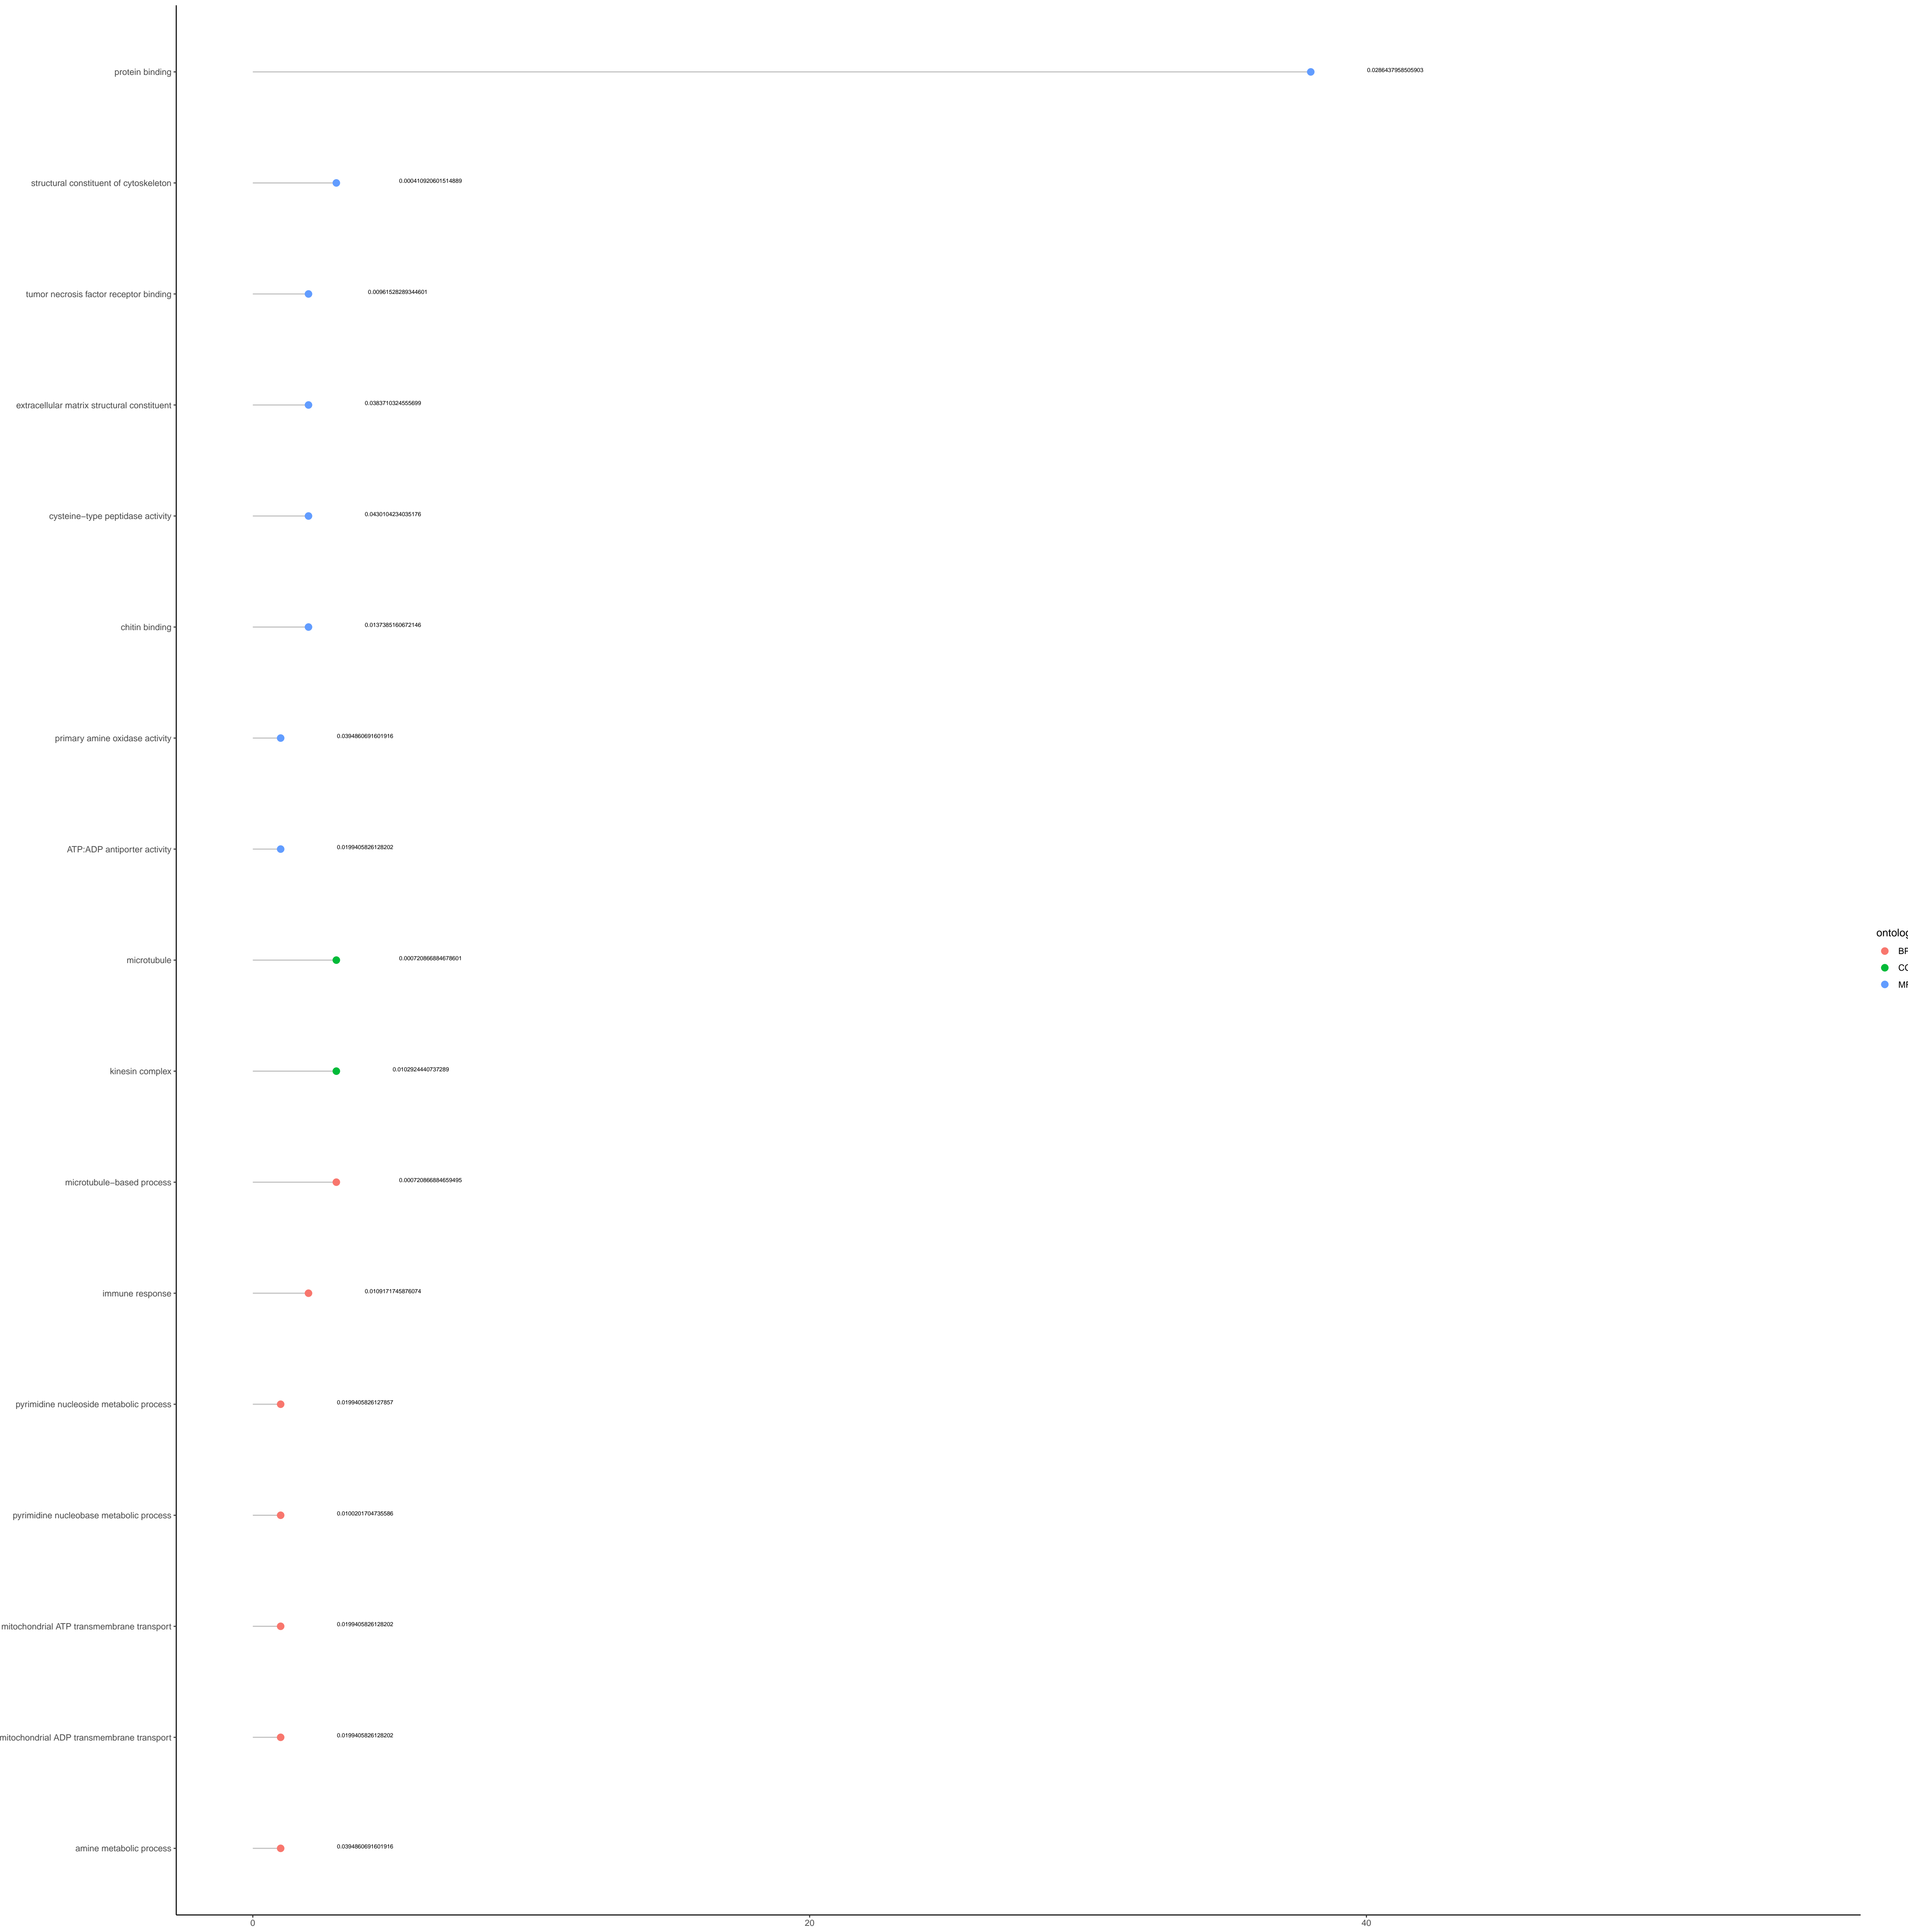 protein binding 0.0286437958505903
structural constituent of cytoskeleton 0.000410920601514889
tumor necrosis factor receptor binding 0.00961528289344601
extracellular matrix structural constituent 0.0383710324555699
cysteine−type peptidase activity 0.0430104234035176
chitin binding 0.0137385160672146
primary amine oxidase activity 0.0394860691601916
ATP:ADP antiporter activity 0.0199405826128202
microtubule 0.000720866884678601
kinesin complex 0.0102924440737289
microtubule−based process 0.000720866884659495
immune response 0.0109171745876074
pyrimidine nucleoside metabolic process 0.0199405826127857
pyrimidine nucleobase metabolic process 0.0100201704735586
mitochondrial ATP transmembrane transport 0.0199405826128202
mitochondrial ADP transmembrane transport 0.0199405826128202
amine metabolic process 0.0394860691601916
0 20 40
ontolog
BP
CC
MF